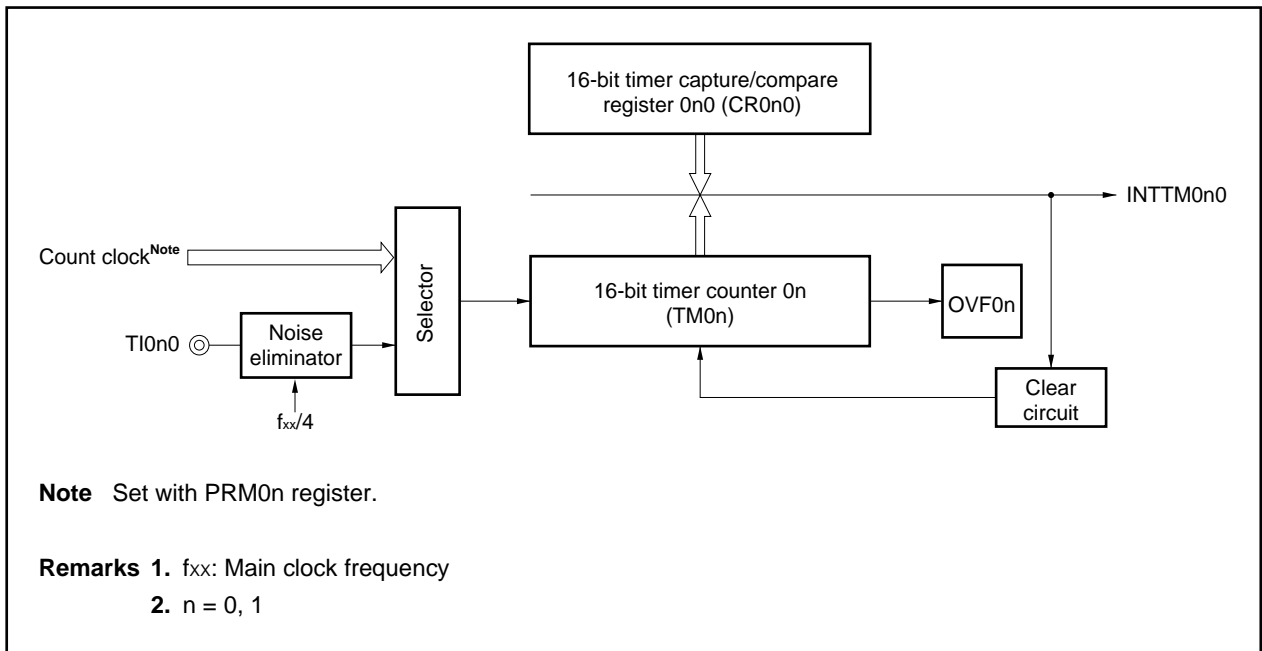 16-bit timer capture/compare
register 0n0 (CR0n0)
INTTM0n0
Count clockNote
Selector
16-bit timer counter 0n
(TM0n)
OVF0n
TI0n0
Noise
eliminator
fxx/4
Clear
circuit
Note Set with PRM0n register.
Remarks 1. fxx: Main clock frequency
2. n = 0, 1